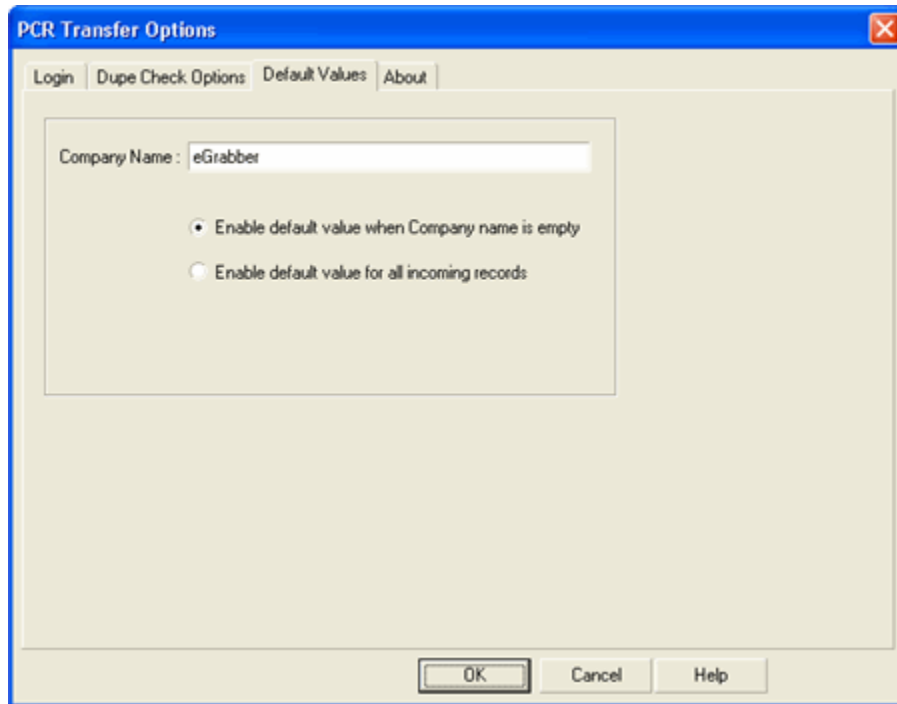 PCR Transfer Options
Login Dupe Check Options Default Values About
Company Name : eGrabber
Enable default value when Company name is empty
Enable default value for all incoming records
OK Cancel Help